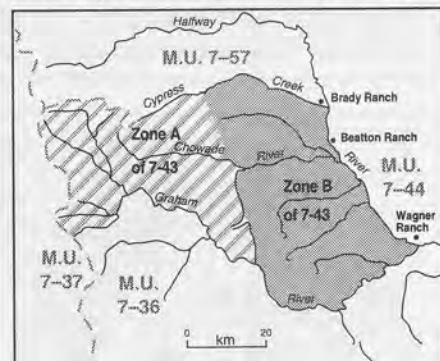 Halfway
M.U. 7–57
Cypress
Creek
Brady Ranch
Zone A
Beatton Ranch
Chowade
River
River
of 7-43
M.U.
7–44
Zone B
Graham
of 7-43
Wagner
Ranch
M.U.
7–37
M.U.
7–36
River
0
20
km